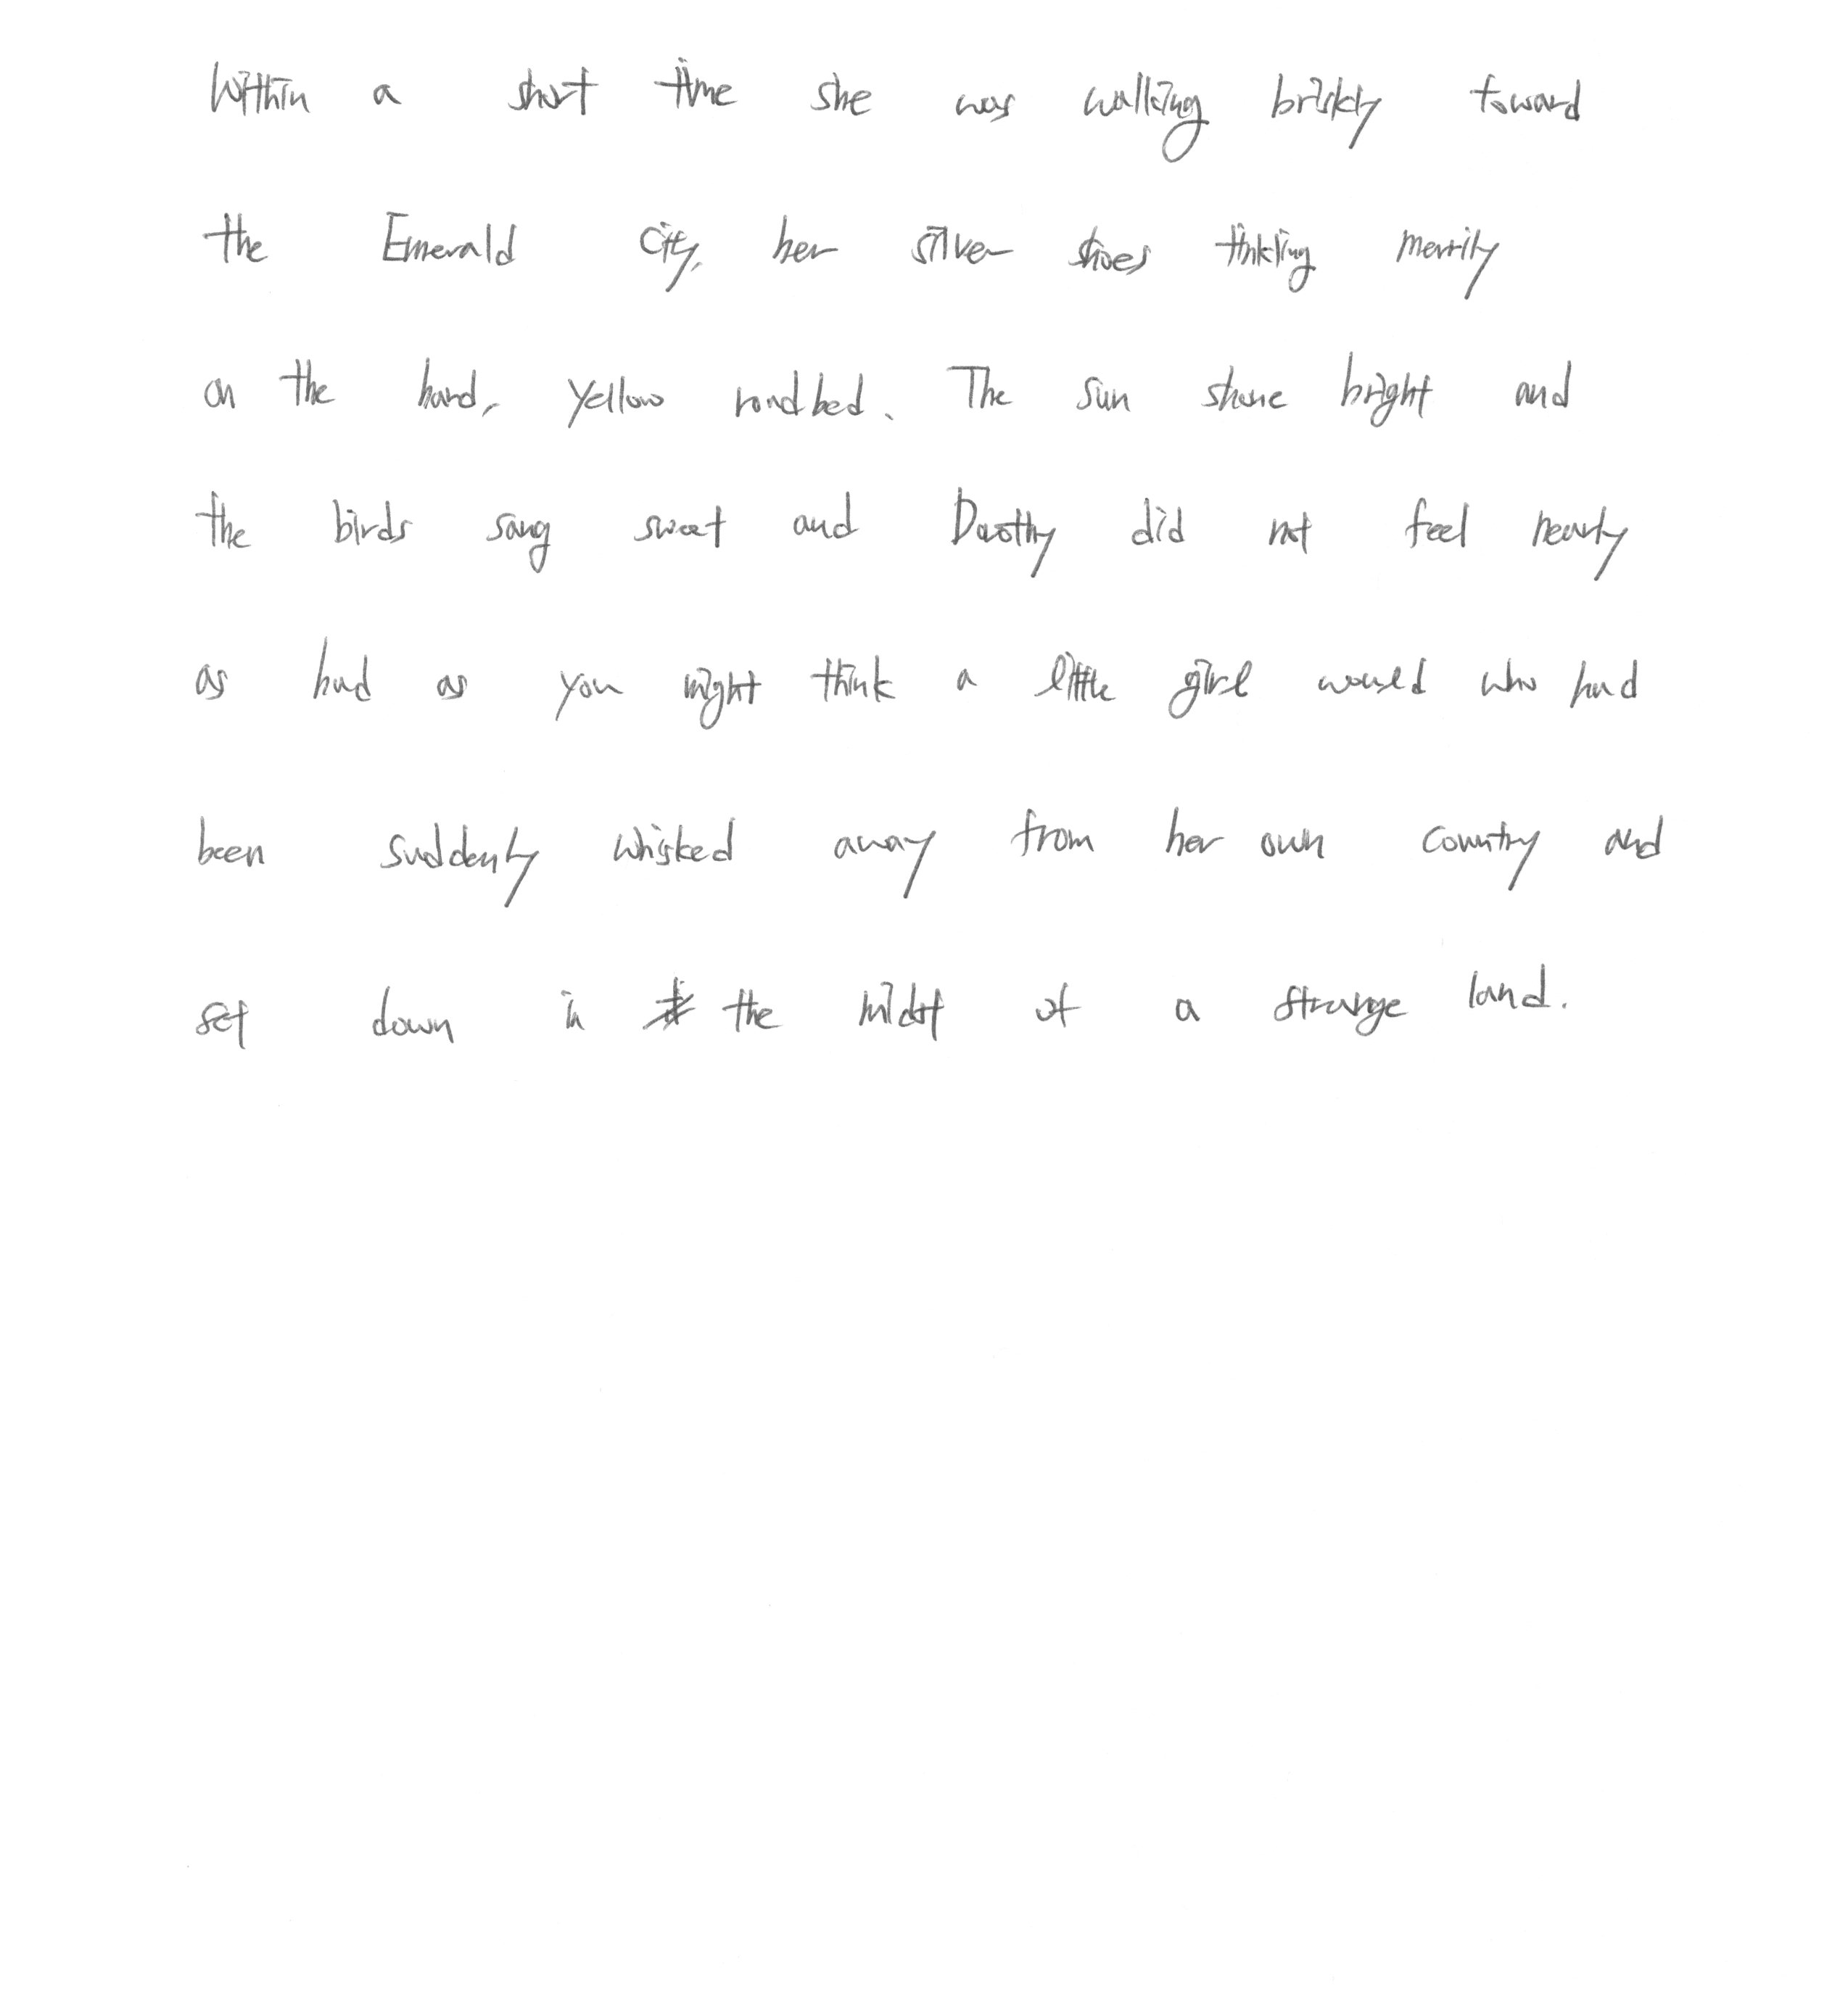 Within a short time she was walking briskly toward
the Emerald City, her silver shoes tinkling merrily
on the hard, yellow roadbed. The sun shone bright and
the birds sang sweet and Dorothy did not feel nearly
as bad as you might think a little girl would who had
been suddenly whisked away from her own country and
set down in the midst of a strange land.